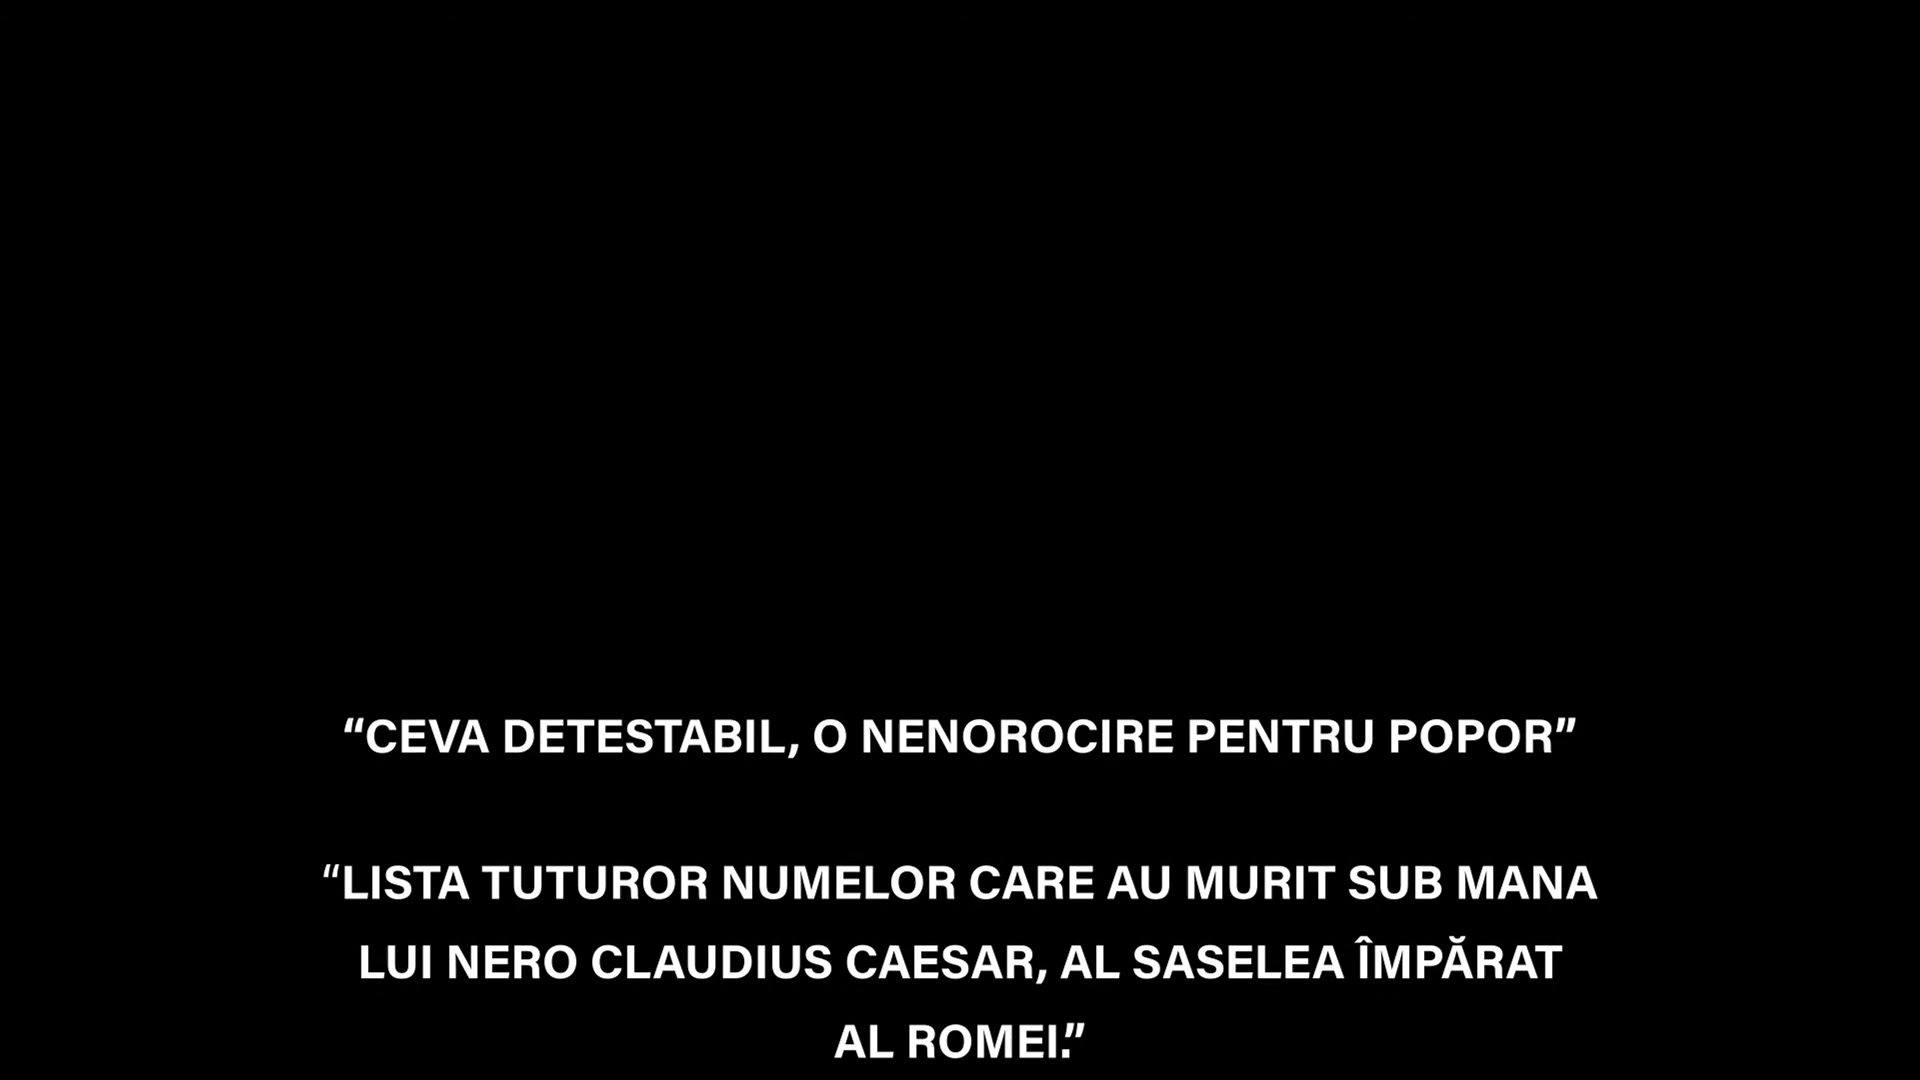 “CEVA DETESTABIL, O NENOROCIRE PENTRU POPOR”
“LISTA TUTUROR NUMELOR CARE AU MURIT SUB MANA
LUI NERO CLAUDIUS CAESAR, AL SASELEA ÎMPĂRAT
AL ROMEI.”